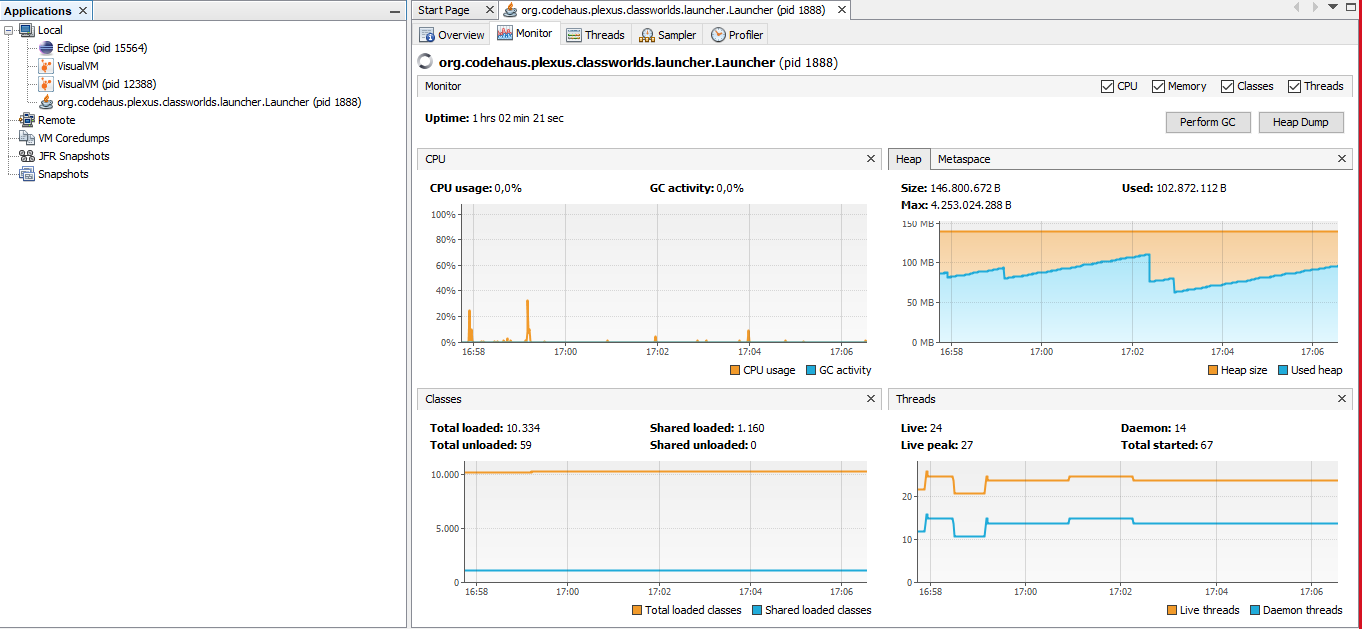 Applications
Start Page
org.codehaus.plexus.classworlds.launcher.Launcher (pid 1888)
Local
Eclipse (pid 15564)
VisualVM
VisualVM (pid 12388)
org.codehaus.plexus.classworlds.launcher.Launcher (pid 1888)
Remote
VM Coredumps
JFR Snapshots
Snapshots
Overview Monitor Threads Sampler Profiler
org.codehaus.plexus.classworlds.launcher.Launcher (pid 1888)
Monitor CPU Memory Classes Threads
Uptime: 1 hrs 02 min 21 sec
Perform GC Heap Dump
CPU
CPU usage: 0,0% GC activity: 0,0%
100%
80%
60%
40%
20%
0%
16:58 17:00 17:02 17:04 17:06
CPU usage GC activity
Heap Metaspace
Size: 146.800.672 B Used: 102.872.112 B
Max: 4.253.024.288 B
150 MB
100 MB
50 MB
0 MB
16:58 17:00 17:02 17:04 17:06
Heap size Used heap
Classes
Total loaded: 10.334 Shared loaded: 1.160
Total unloaded: 59 Shared unloaded: 0
10.000
5.000
0
16:58 17:00 17:02 17:04 17:06
Total loaded classes Shared loaded classes
Threads
Live: 24 Daemon: 14
Live peak: 27 Total started: 67
20
10
0
16:58 17:00 17:02 17:04 17:06
Live threads Daemon threads